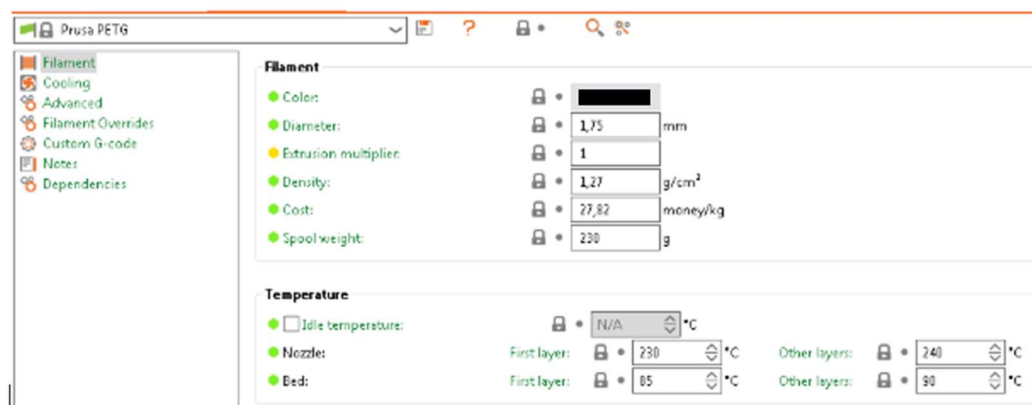 Prusa PETG
?
Filament
Cooling
Advanced
Filament Overrides
Custom G-code
Notes
Dependencies
Filament
Color:
Diameter: 1,75 mm
Extrusion multiplier: 1
Density: 1,27 g/cm³
Cost: 27,82 money/kg
Spool weight: 230 g
Temperature
Idle temperature: N/A °C
Nozzle: First layer: 230 °C Other layers: 240 °C
Bed: First layer: 85 °C Other layers: 90 °C